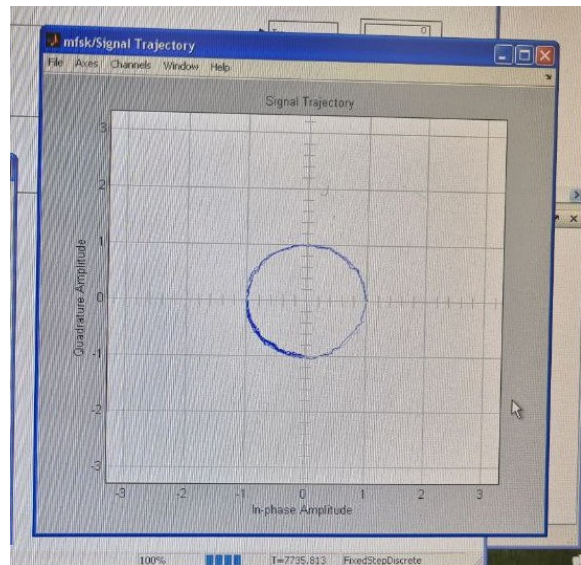 mfsk/Signal Trajectory
File Axes Channels Window Help
Signal Trajectory
3
2
1
0
-1
-2
-3
Quadrature Amplitude
-3 -2 -1 0 1 2 3
In-phase Amplitude
100% T=7735.813 FixedStepDiscrete